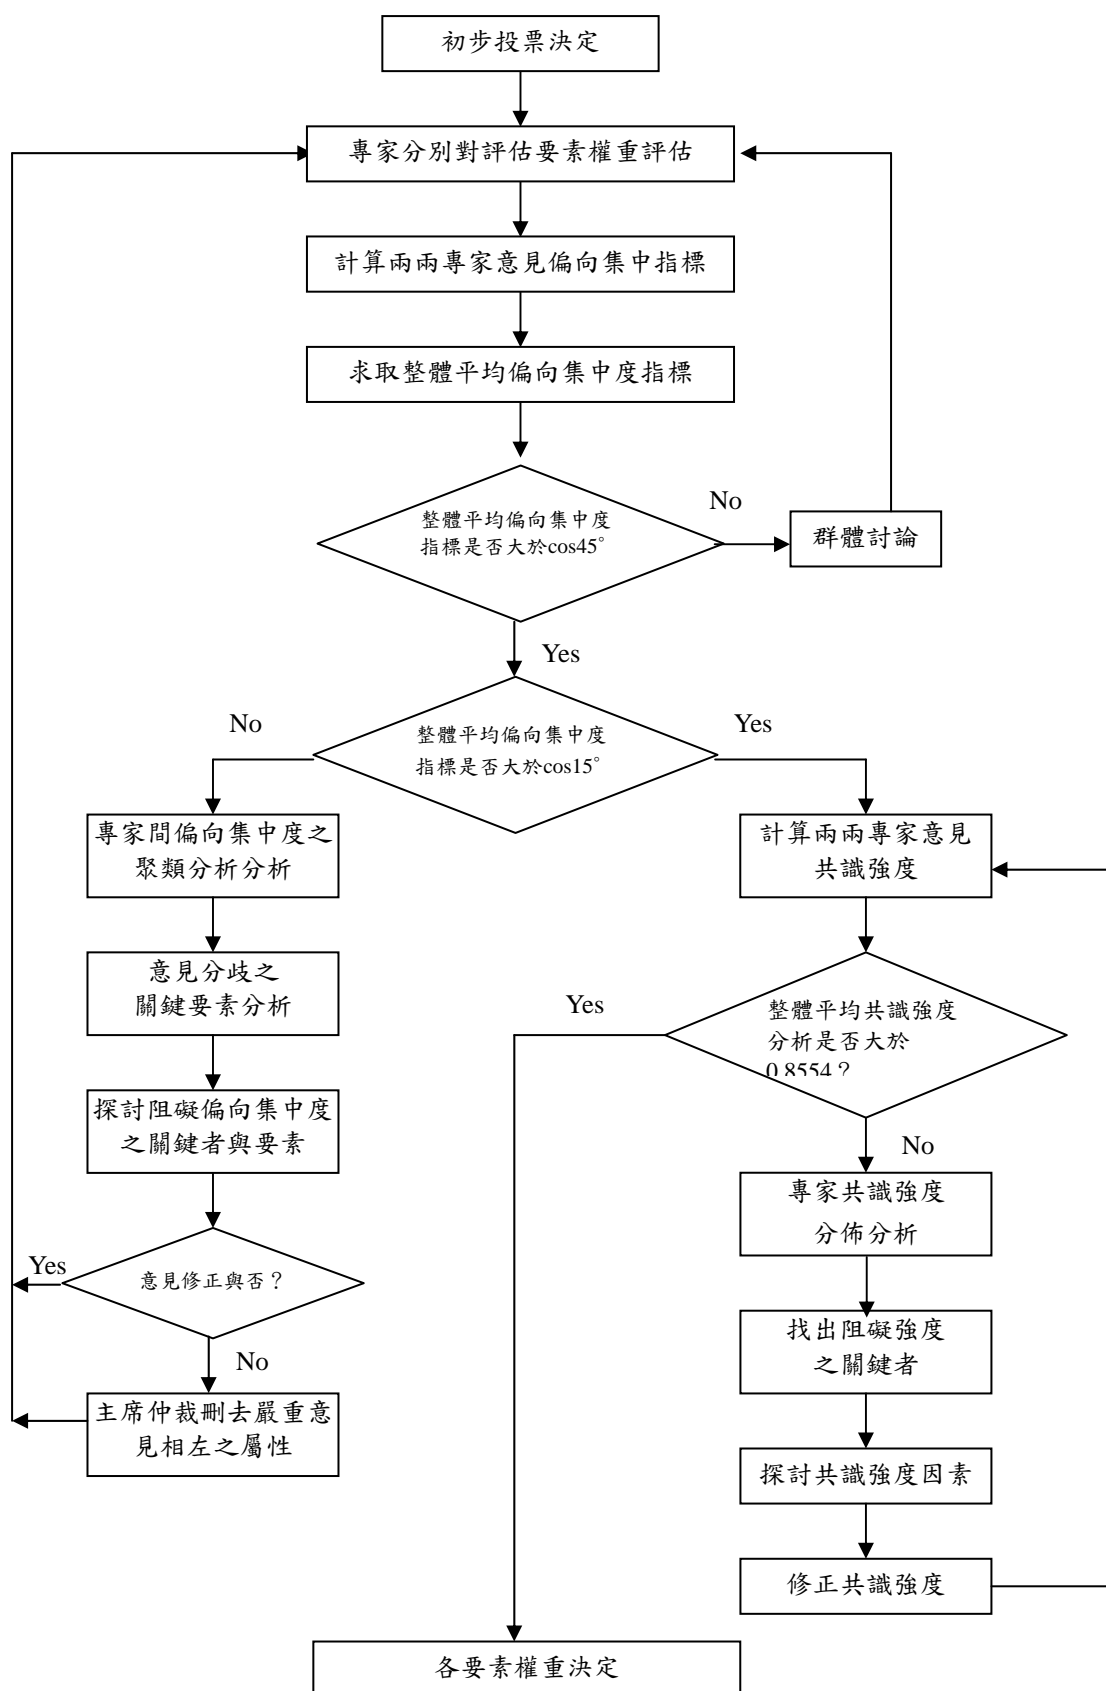 初步投票決定
專家分別對評估要素權重評估
計算兩兩專家意見偏向集中指標
求取整體平均偏向集中度指標
整體平均偏向集中度
指標是否大於cos45°
No
群體討論
Yes
整體平均偏向集中度
指標是否大於cos15°
No
Yes
專家間偏向集中度之
聚類分析分析
意見分歧之
關鍵要素分析
探討阻礙偏向集中度
之關鍵者與要素
意見修正與否？
Yes
No
主席仲裁刪去嚴重意
見相左之屬性
計算兩兩專家意見
共識強度
整體平均共識強度
分析是否大於
0.8554？
Yes
No
專家共識強度
分佈分析
找出阻礙強度
之關鍵者
探討共識強度因素
修正共識強度
各要素權重決定